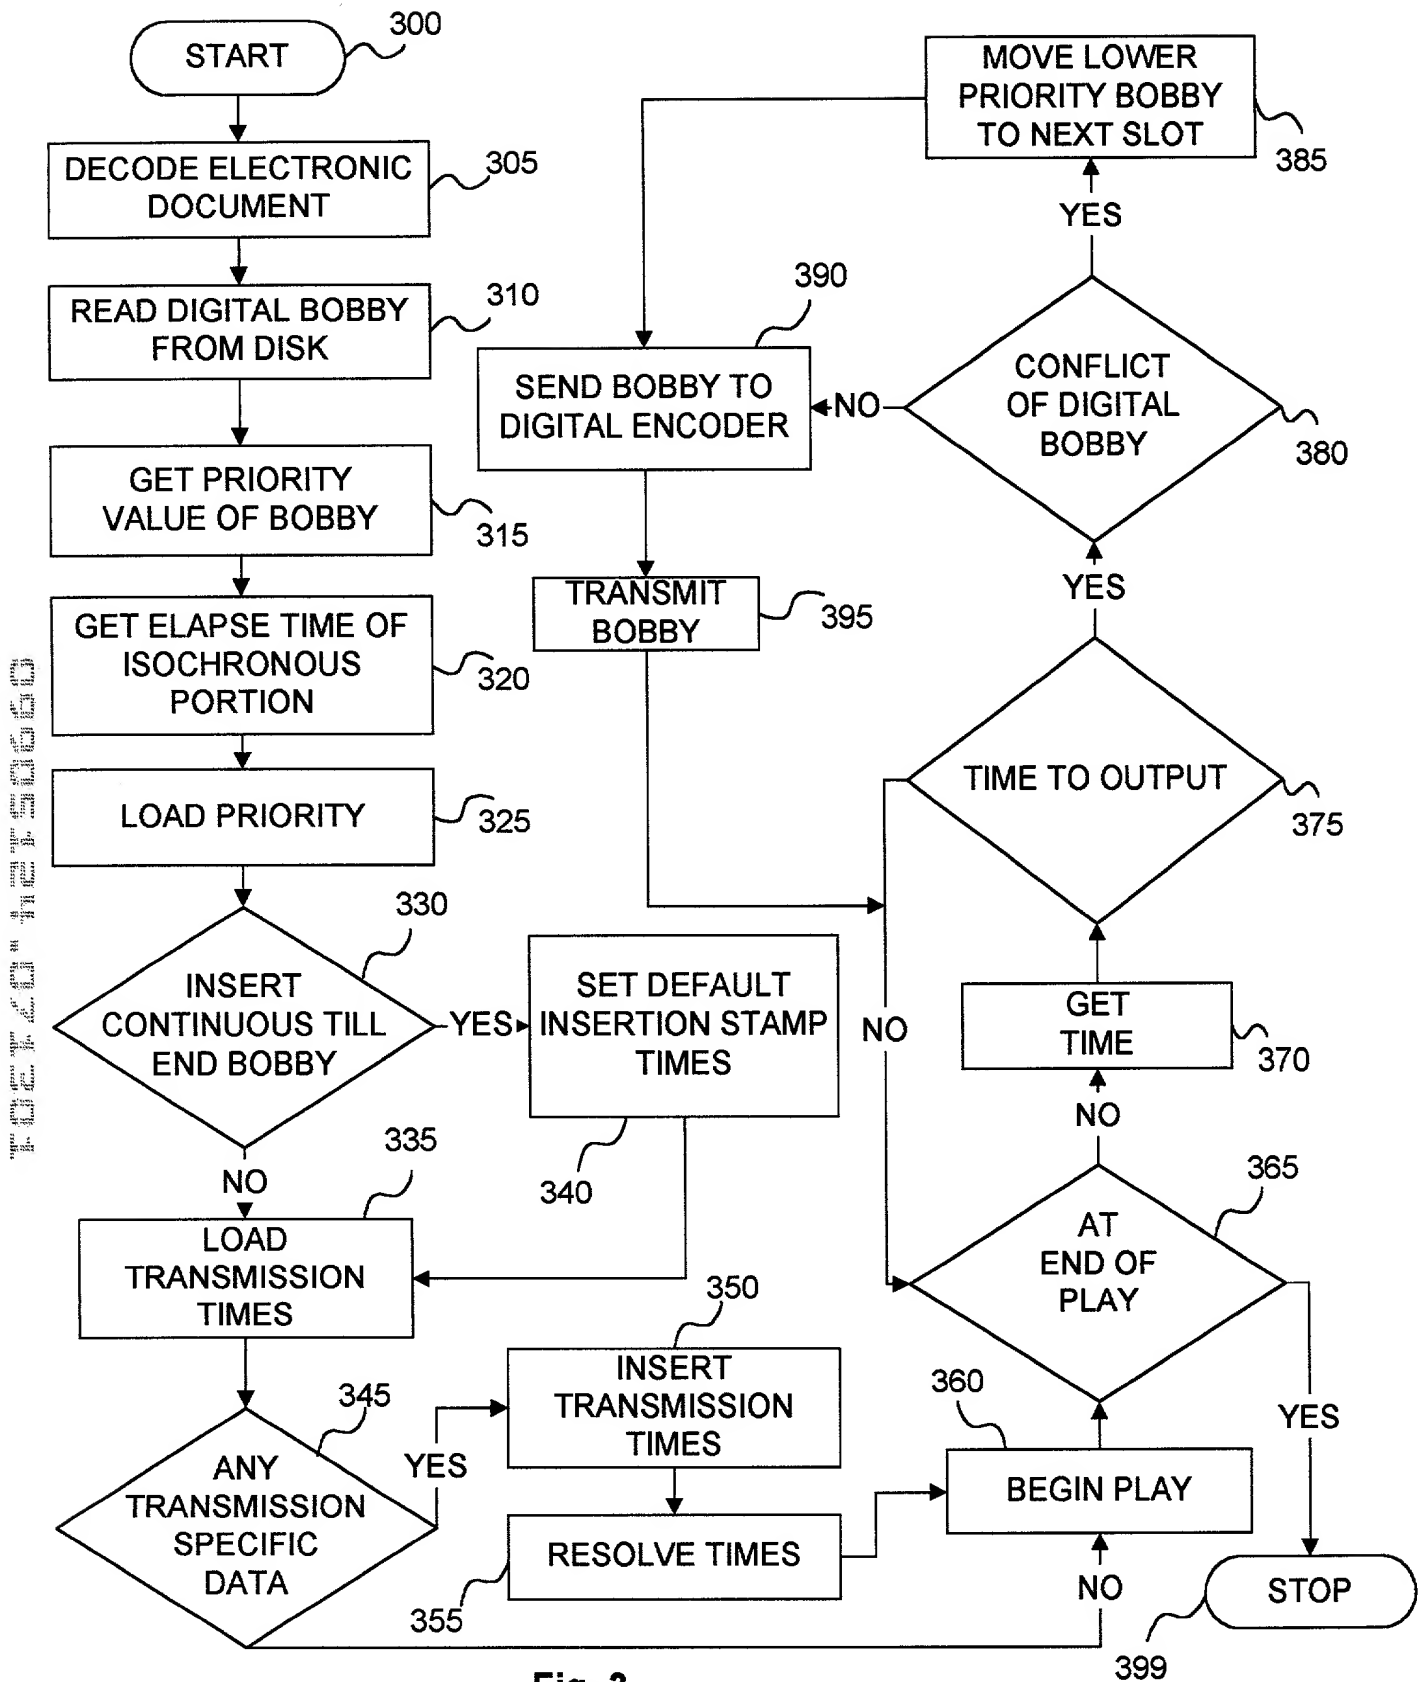 START
300
DECODE ELECTRONIC
DOCUMENT
305
READ DIGITAL BOBBY
FROM DISK
310
GET PRIORITY
VALUE OF BOBBY
315
GET ELAPSE TIME OF
ISOCHRONOUS
PORTION
320
LOAD PRIORITY
325
330
INSERT
CONTINUOUS TILL
END BOBBY
YES
SET DEFAULT
INSERTION STAMP
TIMES
340
NO
335
LOAD
TRANSMISSION
TIMES
345
ANY
TRANSMISSION
SPECIFIC
DATA
YES
350
INSERT
TRANSMISSION
TIMES
RESOLVE TIMES
355
NO
360
BEGIN PLAY
365
AT
END OF
PLAY
YES
STOP
399
NO
GET
TIME
370
TIME TO OUTPUT
375
NO
YES
CONFLICT
OF DIGITAL
BOBBY
380
YES
MOVE LOWER
PRIORITY BOBBY
TO NEXT SLOT
385
NO
390
SEND BOBBY TO
DIGITAL ENCODER
TRANSMIT
BOBBY
395